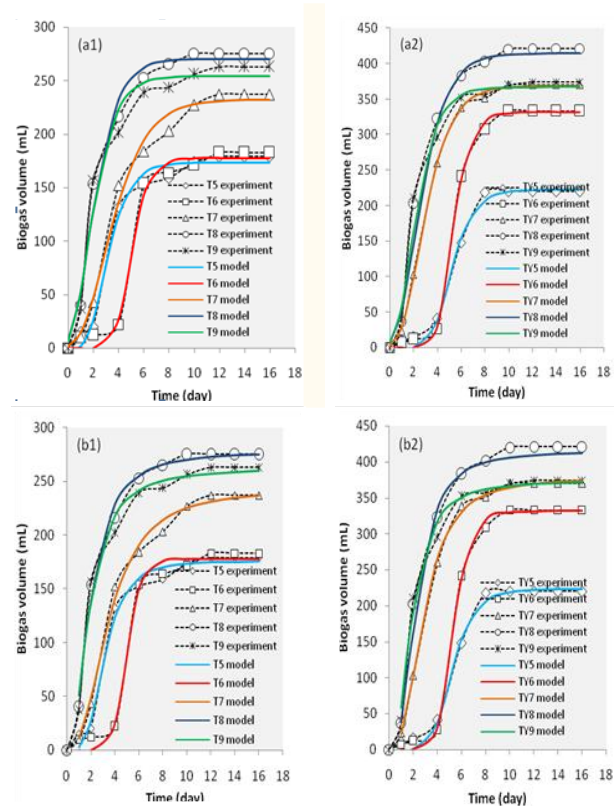 (a1)
Biogas volume (mL)
300
250
200
150
100
50
0
T5 experiment
T6 experiment
T7 experiment
T8 experiment
T9 experiment
T5 model
T6 model
T7 model
T8 model
T9 model
0 2 4 6 8 10 12 14 16 18
Time (day)
(a2)
Biogas volume (mL)
450
400
350
300
250
200
150
100
50
0
TY5 experiment
TY6 experiment
TY7 experiment
TY8 experiment
TY9 experiment
TY5 model
TY6 model
TY7 model
TY8 model
TY9 model
0 2 4 6 8 10 12 14 16 18
Time (day)
(b1)
Biogas volume (mL)
300
250
200
150
100
50
0
T5 experiment
T6 experiment
T7 experiment
T8 experiment
T9 experiment
T5 model
T6 model
T7 model
T8 model
T9 model
0 2 4 6 8 10 12 14 16 18
Time (day)
(b2)
Biogas volume (mL)
450
400
350
300
250
200
150
100
50
0
TY5 experiment
TY6 experiment
TY7 experiment
TY8 experiment
TY9 experiment
TY5 model
TY6 model
TY7 model
TY8 model
TY9 model
0 2 4 6 8 10 12 14 16 18
Time (day)